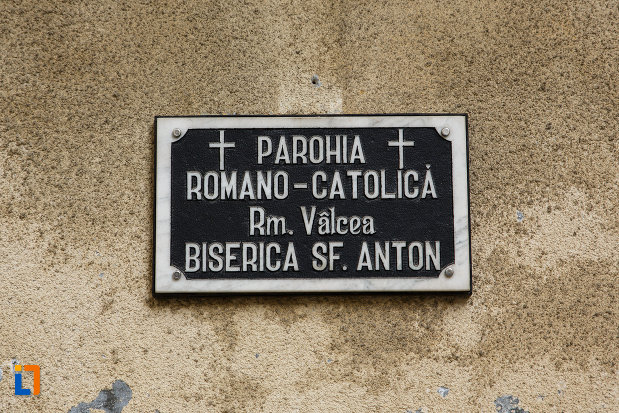 PAROHIA
ROMANO-CATOLICĂ
Rm. Vâlcea
BISERICA SF. ANTON